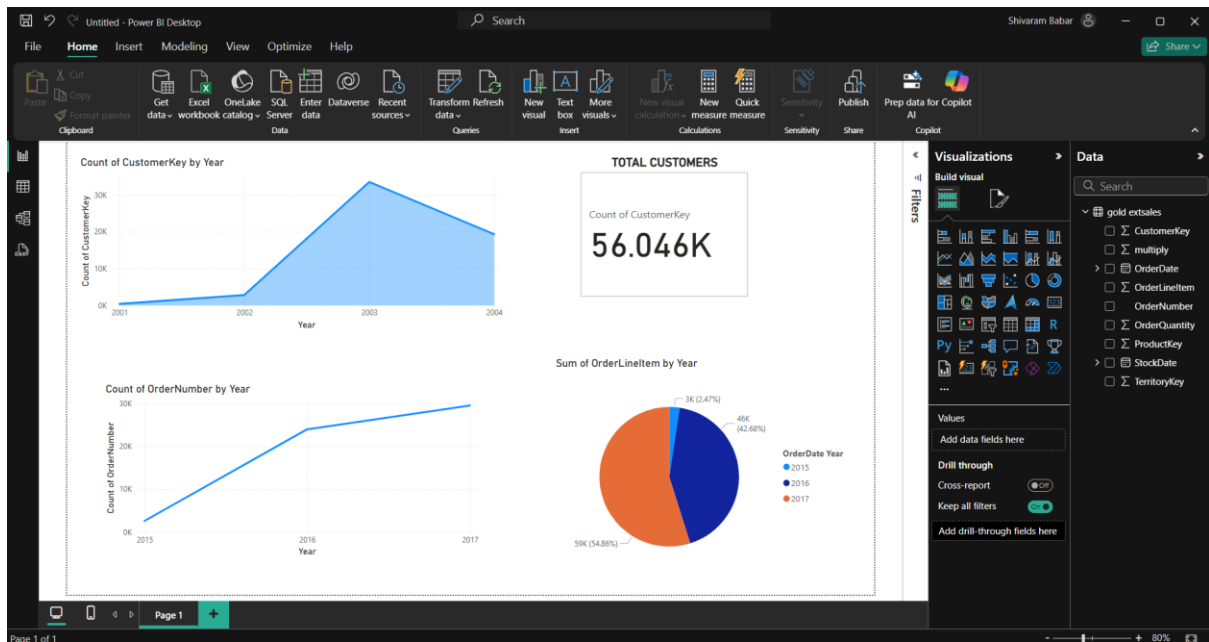 Untitled - Power BI Desktop
Search
Shivaram Babar
File Home Insert Modeling View Optimize Help
Share
Paste
Cut
Copy
Format painter
Clipboard
Get data
Excel workbook
OneLake catalog
SQL Server
Enter data
Dataverse
Recent sources
Data
Transform data
Refresh
Queries
New visual
Text box
More visuals
Insert
New visual calculation
New measure
Quick measure
Calculations
Sensitivity
Sensitivity
Publish
Share
Prep data for AI
Copilot
Copilot
Count of CustomerKey by Year
Count of CustomerKey
30K
20K
10K
0K
2001 2002 2003 2004
Year
TOTAL CUSTOMERS
Count of CustomerKey
56.046K
Count of OrderNumber by Year
Count of OrderNumber
30K
20K
10K
0K
2015 2016 2017
Year
Sum of OrderLineItem by Year
3K (2.47%)
46K
(42.68%)
59K (54.86%)
OrderDate Year
2015
2016
2017
Filters
Visualizations
Build visual
R
Py
...
Values
Add data fields here
Drill through
Cross-report
Off
Keep all filters
On
Add drill-through fields here
Data
Search
gold extsales
CustomerKey
multiply
OrderDate
OrderLineItem
OrderNumber
OrderQuantity
ProductKey
StockDate
TerritoryKey
Page 1
Page 1 of 1
80%